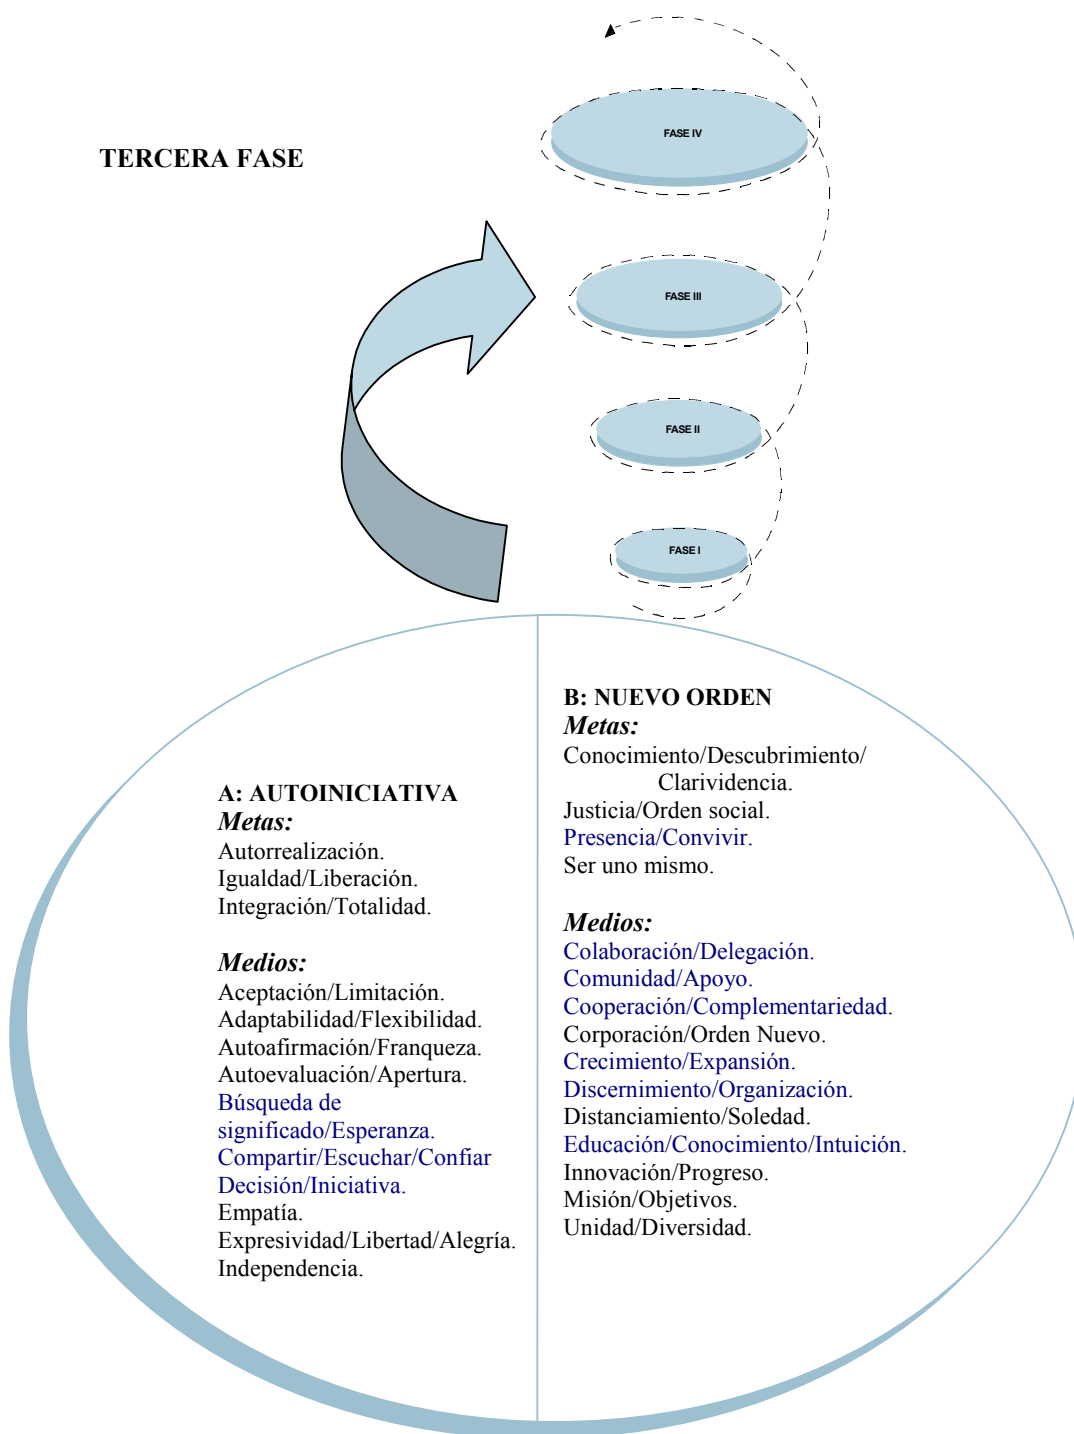 FASE IV
TERCERA FASE
FASE III
FASE II
FASE I
A: AUTOINICIATIVA
Metas:
Autorrealización.
Igualdad/Liberación.
Integración/Totalidad.
Medios:
Aceptación/Limitación.
Adaptabilidad/Flexibilidad.
Autoafirmación/Franqueza.
Autoevaluación/Apertura.
Búsqueda de
significado/Esperanza.
Compartir/Escuchar/Confiar
Decisión/Iniciativa.
Empatía.
Expresividad/Libertad/Alegría.
Independencia.
B: NUEVO ORDEN
Metas:
Conocimiento/Descubrimiento/
Clarividencia.
Justicia/Orden social.
Presencia/Convivir.
Ser uno mismo.
Medios:
Colaboración/Delegación.
Comunidad/Apoyo.
Cooperación/Complementariedad.
Corporación/Orden Nuevo.
Crecimiento/Expansión.
Discernimiento/Organización.
Distanciamiento/Soledad.
Educación/Conocimiento/Intuición.
Innovación/Progreso.
Misión/Objetivos.
Unidad/Diversidad.